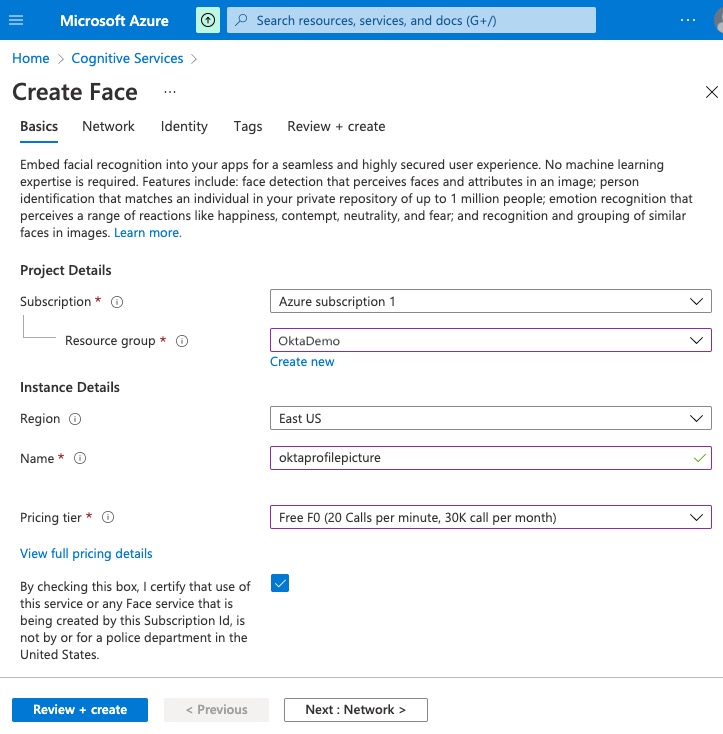 Microsoft Azure
Search resources, services, and docs (G+/)
Home > Cognitive Services >
Create Face ...
Basics Network Identity Tags Review + create
Embed facial recognition into your apps for a seamless and highly secured user experience. No machine learning
expertise is required. Features include: face detection that perceives faces and attributes in an image; person
identification that matches an individual in your private repository of up to 1 million people; emotion recognition that
perceives a range of reactions like happiness, contempt, neutrality, and fear; and recognition and grouping of similar
faces in images. Learn more.
Project Details
Subscription * Azure subscription 1
Resource group * OktaDemo
Create new
Instance Details
Region East US
Name * oktaprofilepicture
Pricing tier * Free F0 (20 Calls per minute, 30K call per month)
View full pricing details
By checking this box, I certify that use of
this service or any Face service that is
being created by this Subscription Id, is
not by or for a police department in the
United States.
Review + create < Previous Next : Network >